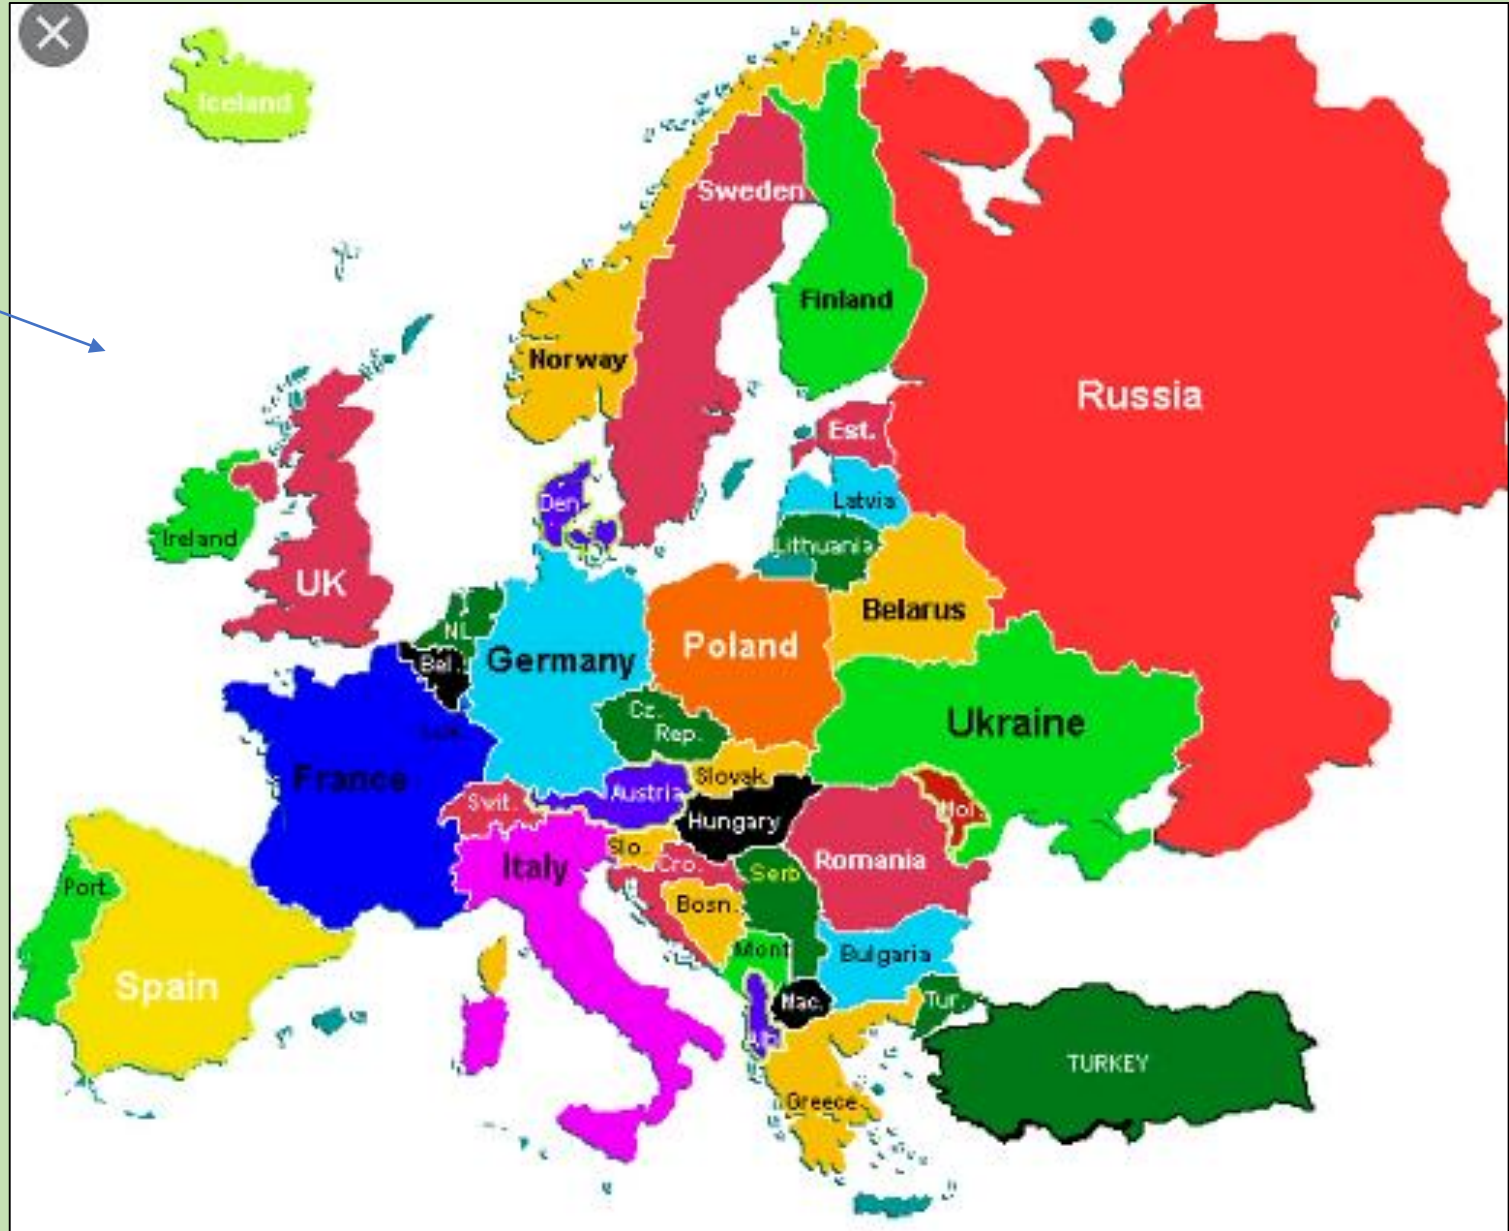 Iceland
Sweden
Finland
Norway
Russia
Est.
Latvia
Den
Lithuania
Ireland
UK
Belarus
NL
Bel.
Germany
Poland
Cz.
Rep.
Lux.
Ukraine
France
Slovak
Swit.
Austria
Mol.
Hungary
Slo.
Cro.
Italy
Serb
Romania
Port
Bosn.
Mont
Bulgaria
Spain
Mac.
Tur.
Alb
TURKEY
Greece